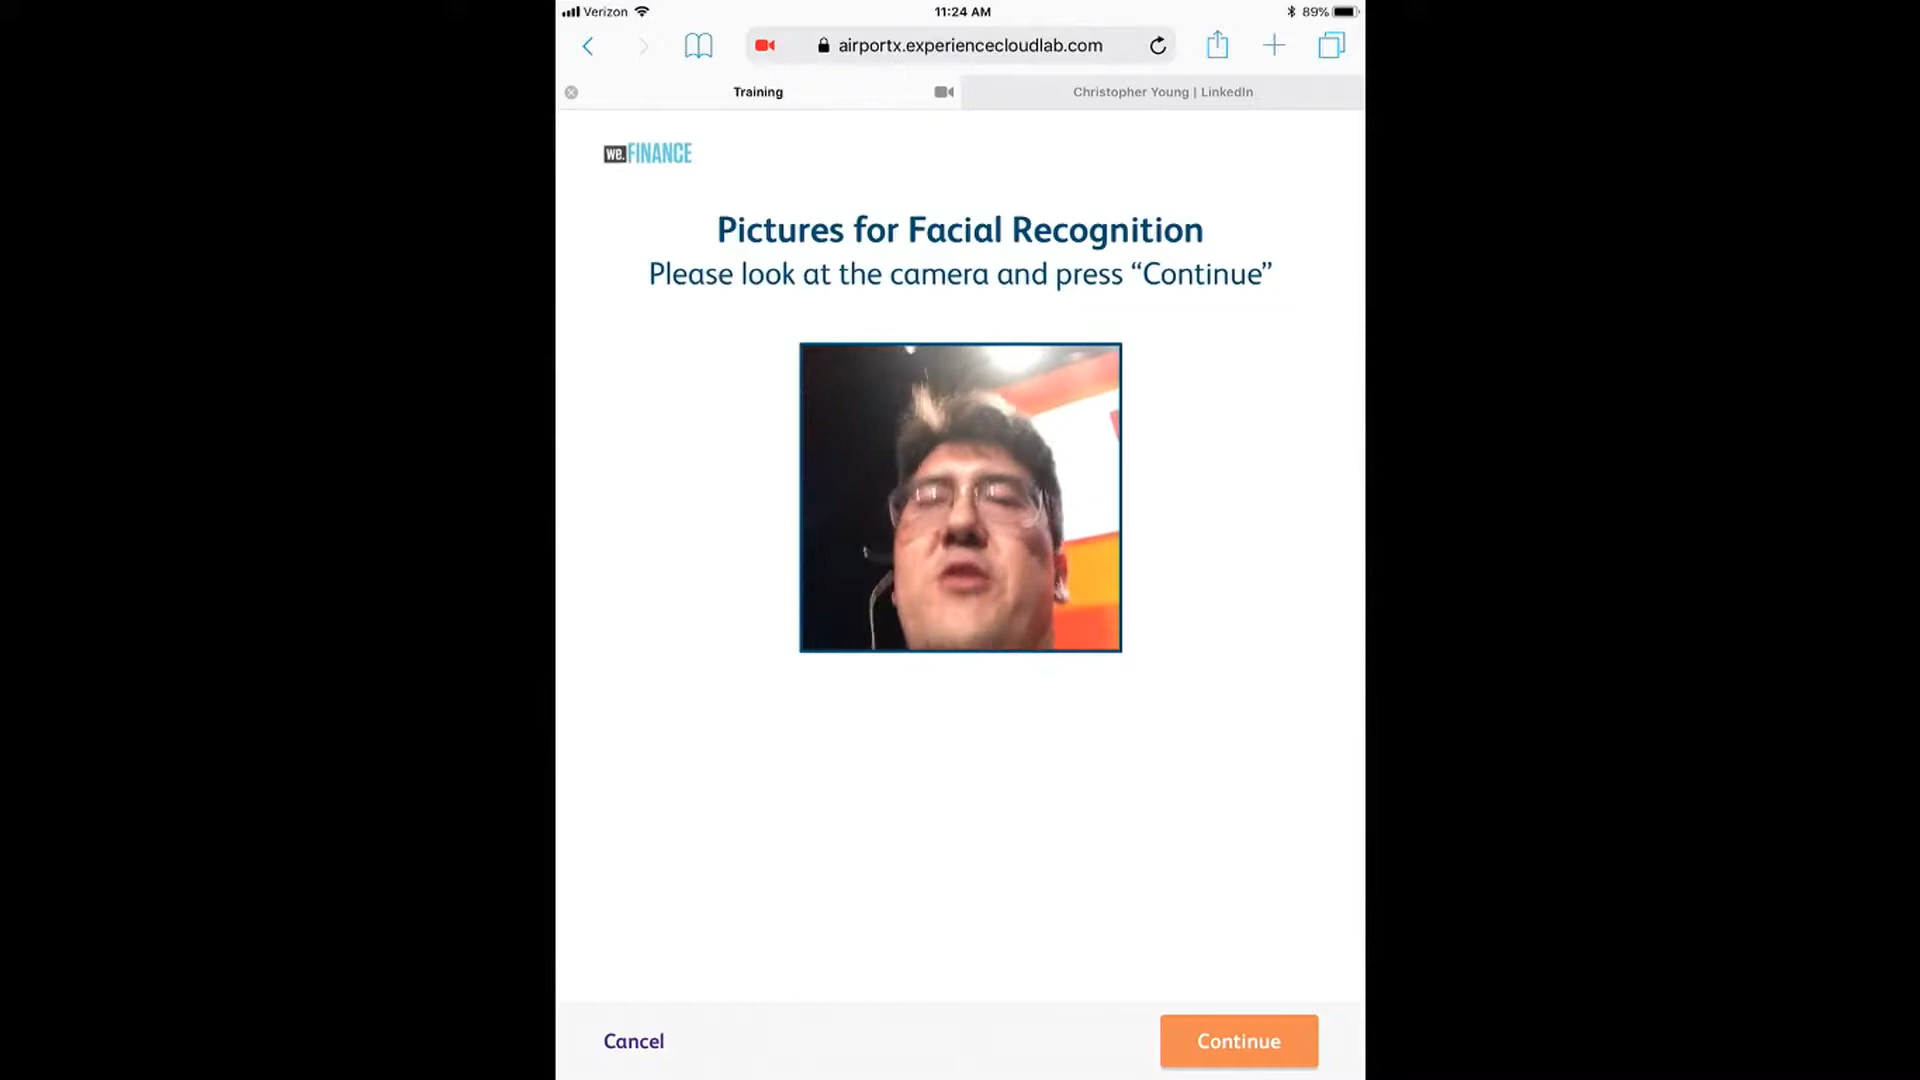 Verizon
11:24 AM
89%
airportx.experiencecloudlab.com
Training
Christopher Young | LinkedIn
we.FINANCE
Pictures for Facial Recognition
Please look at the camera and press “Continue”
Cancel
Continue